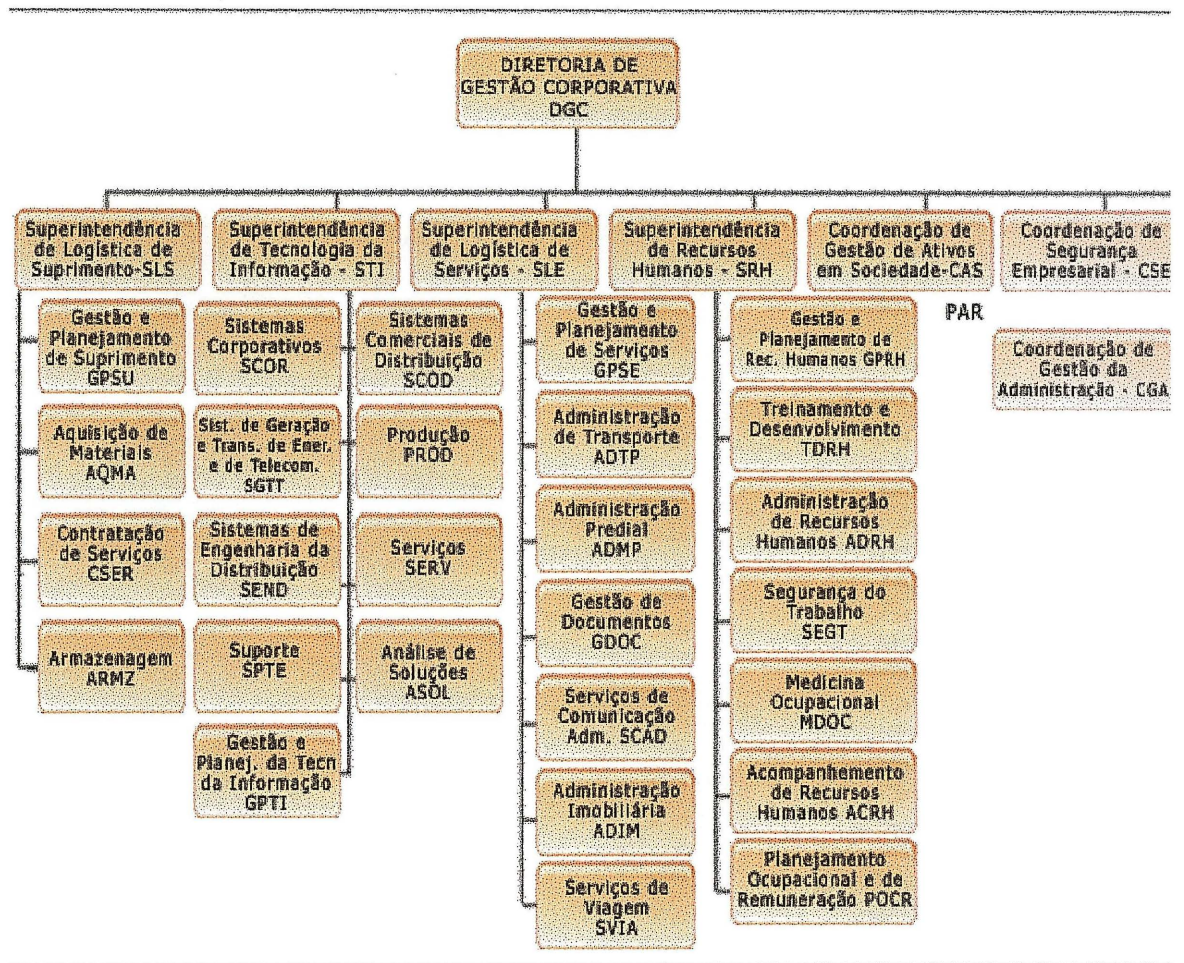 DIRETORIA DE
GESTÃO CORPORATIVA
DGC
Superintendência
de Logística de
Suprimento-SLS
Superintendência
de Tecnologia da
Informação - STI
Superintendência
de Logística de
Serviços - SLE
Superintendência
de Recursos
Humanos - SRH
Coordenação de
Gestão de Ativos
em Sociedade-CAS
Coordenação de
Segurança
Empresarial - CSE
PAR
Coordenação de
Gestão da
Administração - CGA
Gestão e
Planejamento
de Suprimento
GPSU
Aquisição de
Materiais
AQMA
Contratação
de Serviços
CSER
Armazenagem
ARMZ
Sistemas
Corporativos
SCOR
Sist. de Geração
e Trans. de Ener.
e de Telecom.
SGTT
Sistemas de
Engenharia da
Distribuição
SEND
Suporte
SPTE
Gestão e
Planej. da Tecn
da Informação
GPTI
Sistemas
Comerciais de
Distribuição
SCOD
Produção
PROD
Serviços
SERV
Análise de
Soluções
ASOL
Gestão e
Planejamento
de Serviços
GPSE
Administração
de Transporte
ADTP
Administração
Predial
ADMP
Gestão de
Documentos
GDOC
Serviços de
Comunicação
Adm. SCAD
Administração
Imobiliária
ADIM
Serviços de
Viagem
SVIA
Gestão e
Planejamento de
Rec. Humanos GPRH
Treinamento e
Desenvolvimento
TDRH
Administração
de Recursos
Humanos ADRH
Segurança do
Trabalho
SEGT
Medicina
Ocupacional
MDOC
Acompanhemento
de Recursos
Humanos ACRH
Planejamento
Ocupacional e de
Remuneração POCR